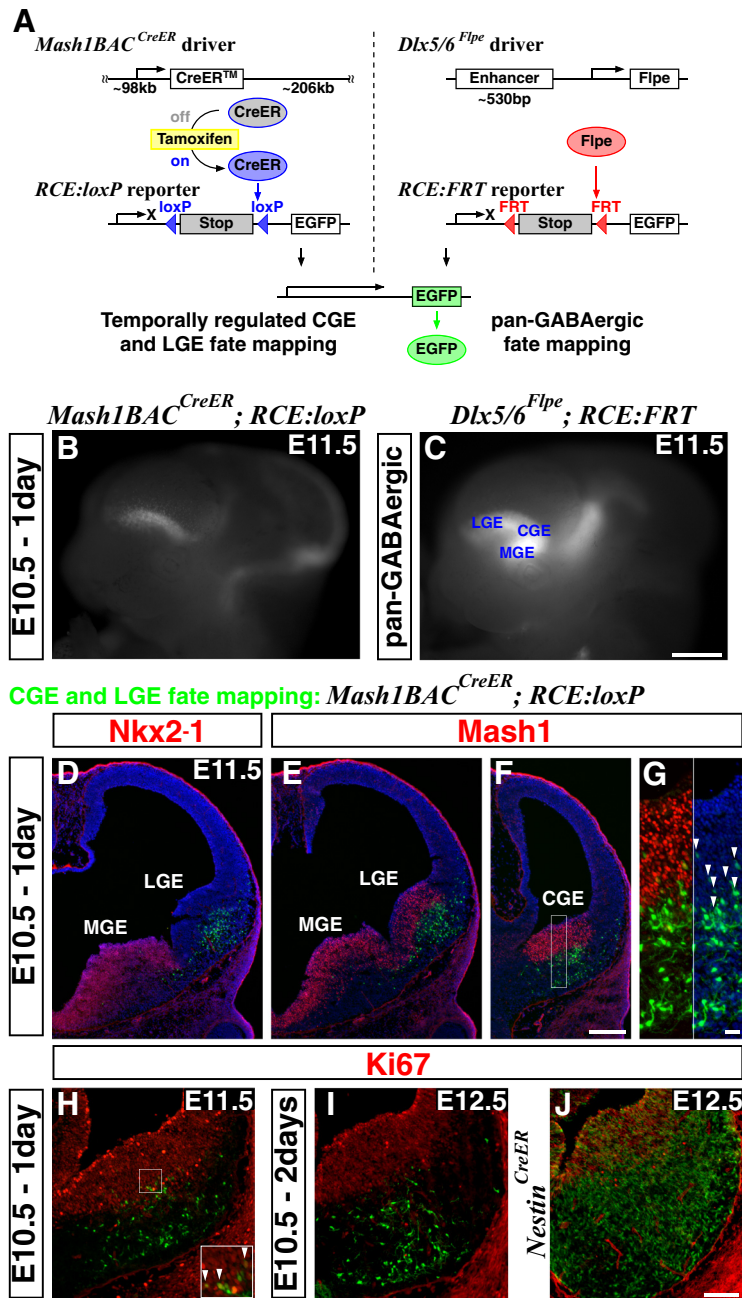 A
Mash1BAC CreER driver
Dlx5/6 Flpe driver
CreER™
~98kb
~206kb
Enhancer
Flpe
~530bp
off
CreER
Tamoxifen
on
CreER
Flpe
RCE:loxP reporter
RCE:FRT reporter
X
loxP
Stop
loxP
EGFP
X
FRT
Stop
FRT
EGFP
EGFP
Temporally regulated CGE
and LGE fate mapping
pan-GABAergic
fate mapping
EGFP
Mash1BAC CreER; RCE:loxP
Dlx5/6 Flpe; RCE:FRT
E10.5 - 1day
B
E11.5
pan-GABAergic
C
E11.5
LGE
CGE
MGE
CGE and LGE fate mapping: Mash1BAC CreER; RCE:loxP
Nkx2-1
Mash1
E10.5 - 1day
D
E11.5
LGE
MGE
E
LGE
MGE
F
CGE
G
Ki67
E10.5 - 1day
H
E11.5
E10.5 - 2days
I
E12.5
Nestin CreER
J
E12.5